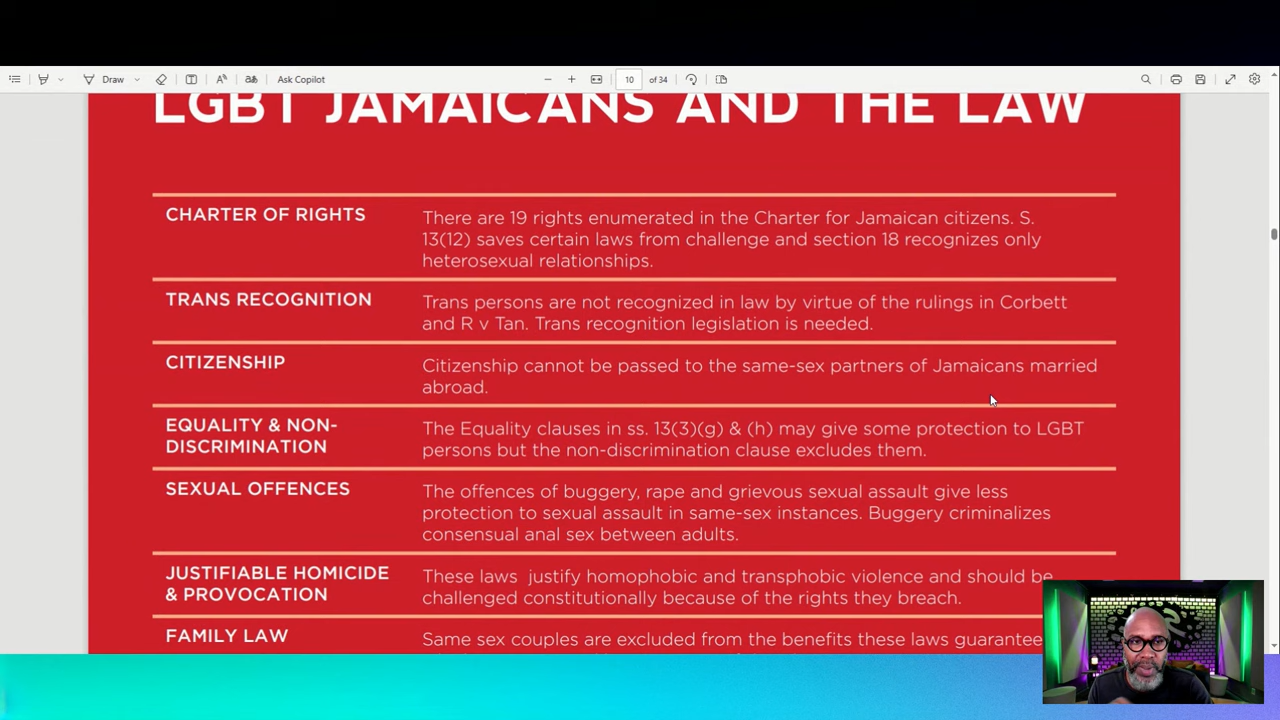 Draw
Ask Copilot
10 of 34
LGBT JAMAICANS AND THE LAW
CHARTER OF RIGHTS
There are 19 rights enumerated in the Charter for Jamaican citizens. S.
13(12) saves certain laws from challenge and section 18 recognizes only
heterosexual relationships.
TRANS RECOGNITION
Trans persons are not recognized in law by virtue of the rulings in Corbett
and R v Tan. Trans recognition legislation is needed.
CITIZENSHIP
Citizenship cannot be passed to the same-sex partners of Jamaicans married
abroad.
EQUALITY & NON-
DISCRIMINATION
The Equality clauses in ss. 13(3)(g) & (h) may give some protection to LGBT
persons but the non-discrimination clause excludes them.
SEXUAL OFFENCES
The offences of buggery, rape and grievous sexual assault give less
protection to sexual assault in same-sex instances. Buggery criminalizes
consensual anal sex between adults.
JUSTIFIABLE HOMICIDE
& PROVOCATION
These laws justify homophobic and transphobic violence and should be
challenged constitutionally because of the rights they breach.
FAMILY LAW
Same sex couples are excluded from the benefits these laws guarantee